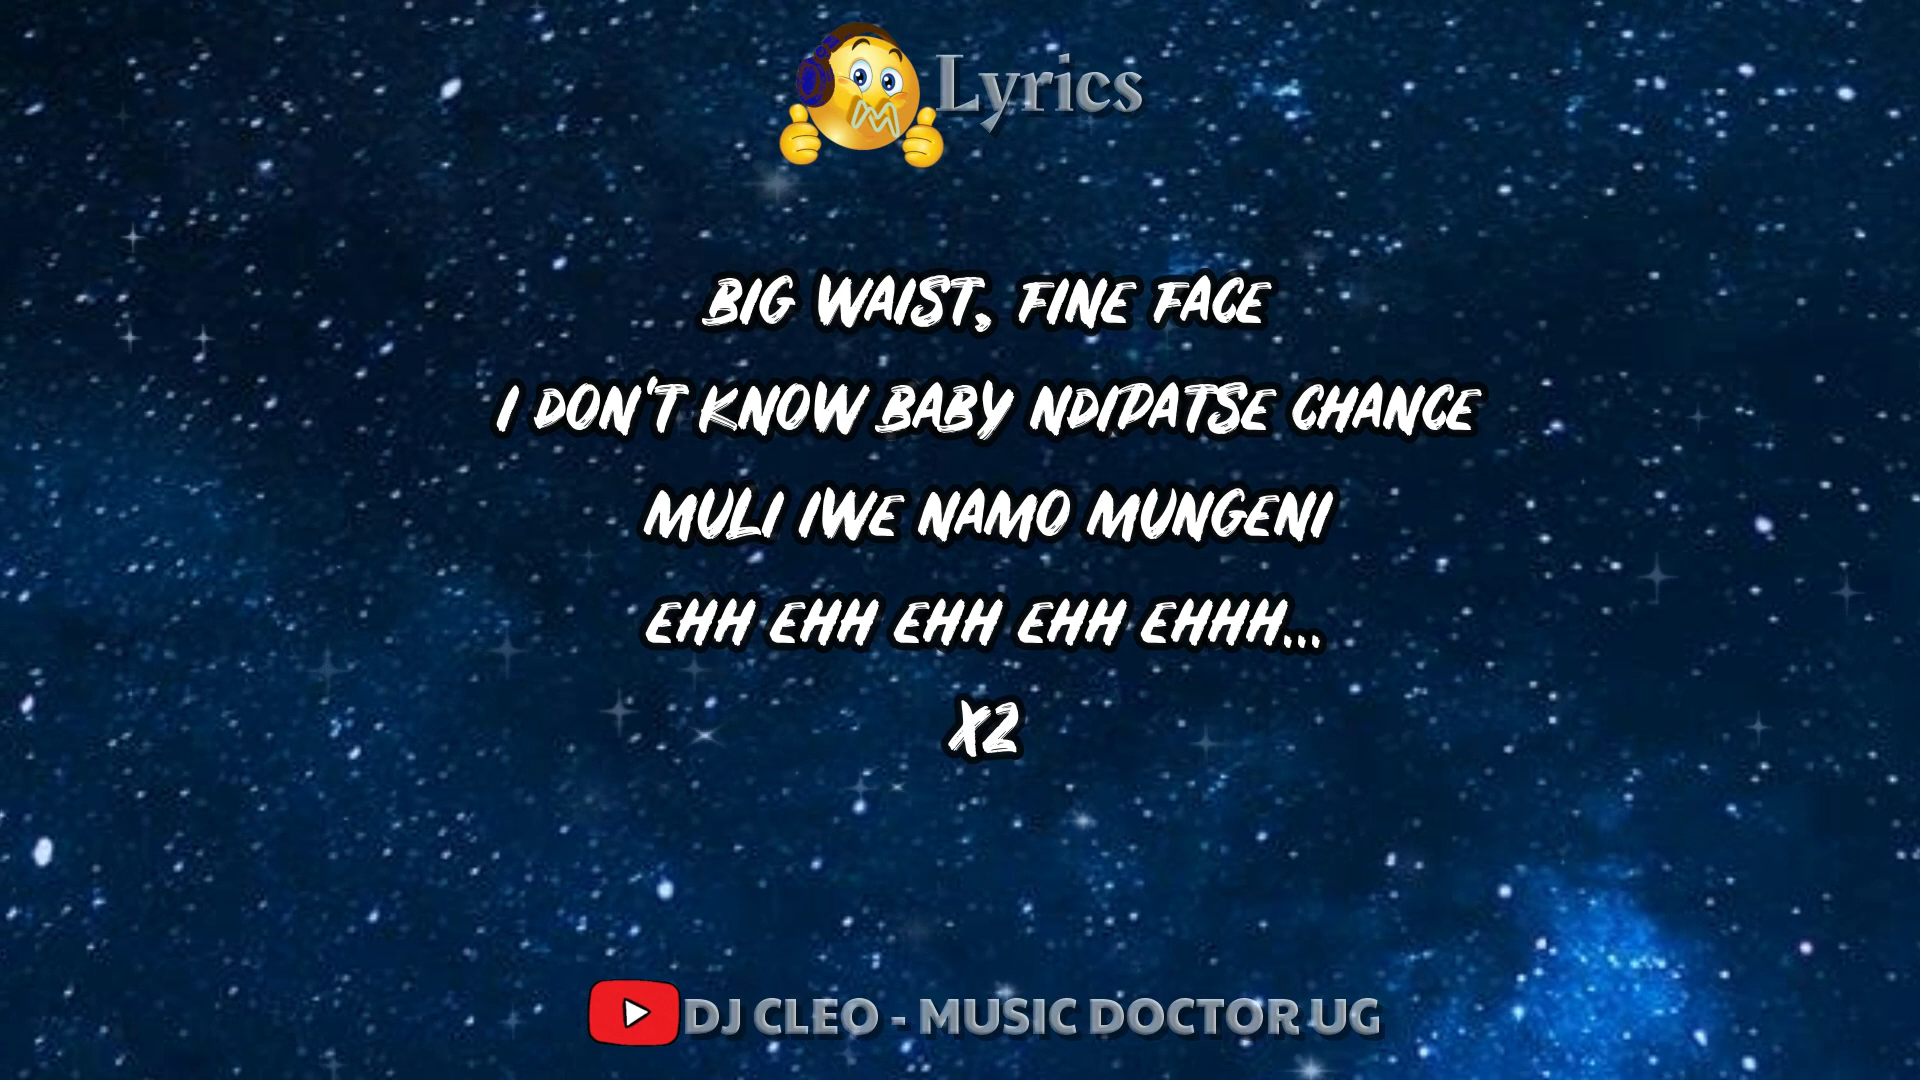 Lyrics
BIG WAIST, FINE FACE
I DON'T KNOW BABY NDIPATSE CHANCE
MULI IWE NAMO MUNGENI
EHH EHH EHH EHH EHHH...
X2
DJ CLEO - MUSIC DOCTOR UG